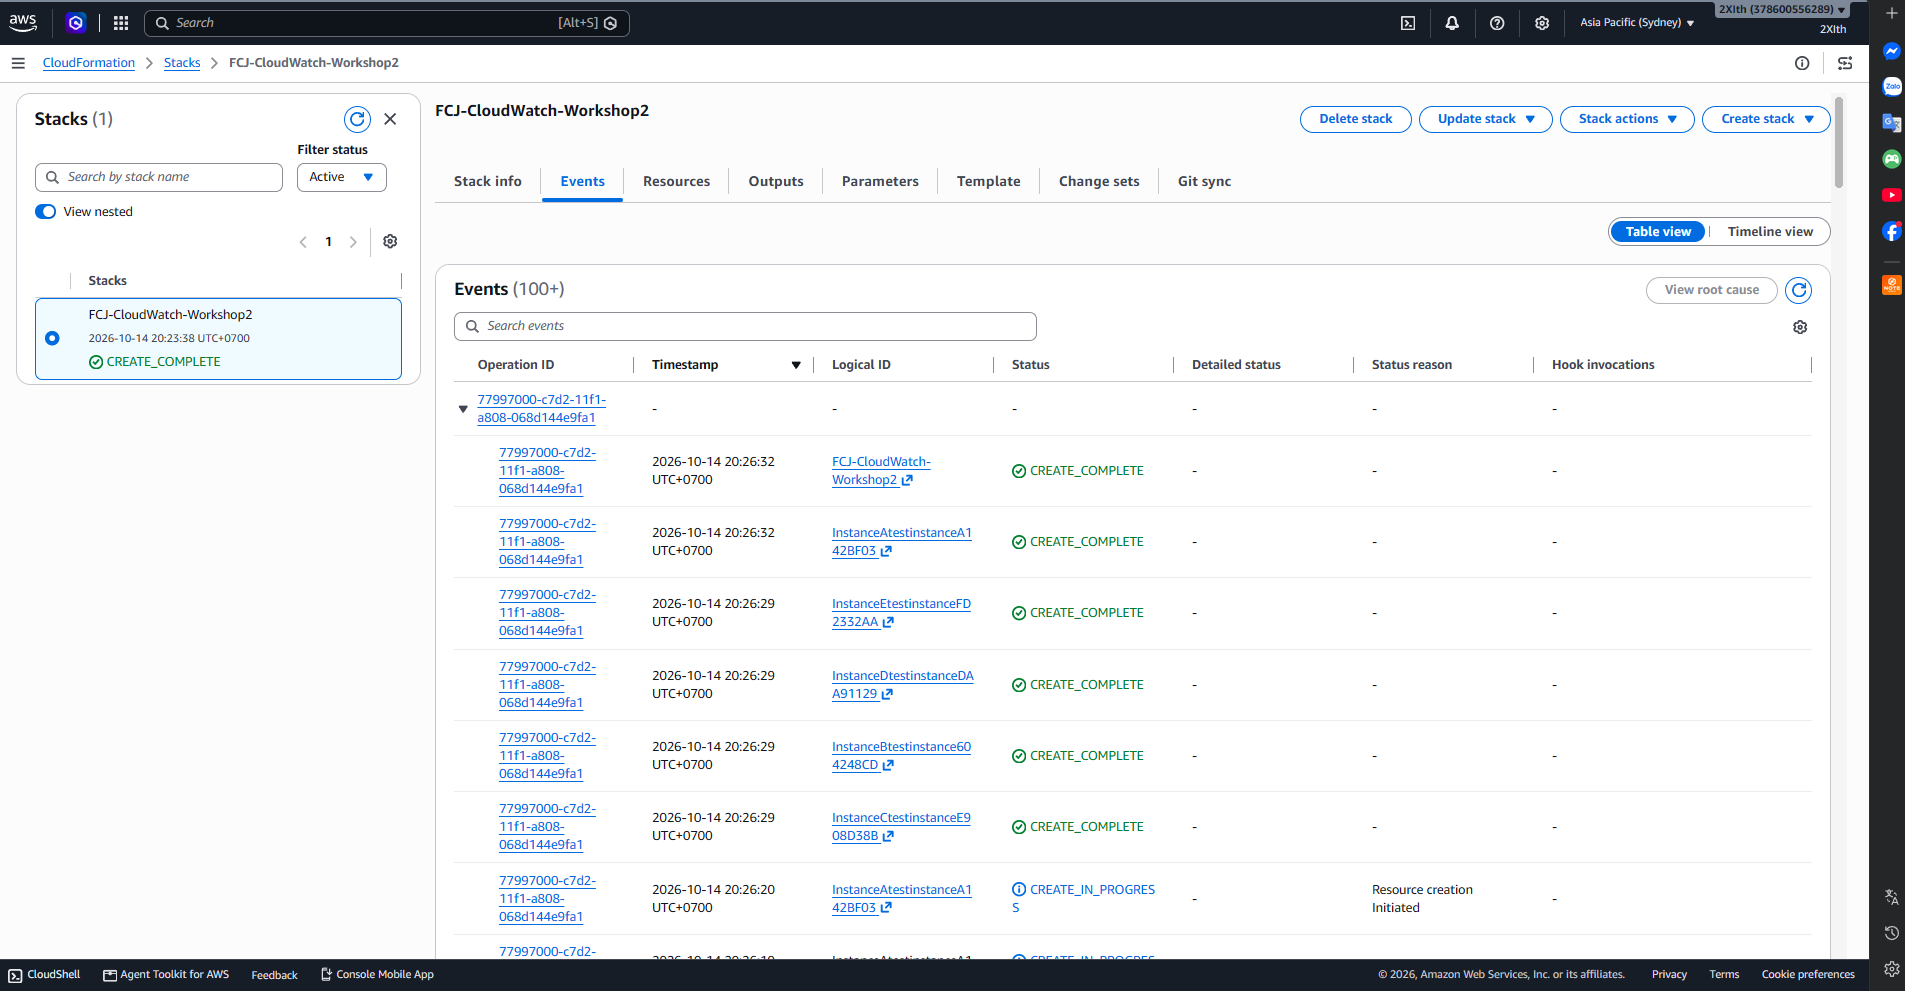 aws
Search
[Alt+S]
Asia Pacific (Sydney)
2XIth (378600556289)
2XIth
CloudFormation
Stacks
FCJ-CloudWatch-Workshop2
Stacks (1)
Filter status
Search by stack name
Active
View nested
1
Stacks
FCJ-CloudWatch-Workshop2
2026-10-14 20:23:38 UTC+0700
CREATE_COMPLETE
FCJ-CloudWatch-Workshop2
Delete stack
Update stack
Stack actions
Create stack
Stack info
Events
Resources
Outputs
Parameters
Template
Change sets
Git sync
Table view
Timeline view
Events (100+)
View root cause
Search events
Operation ID
Timestamp
Logical ID
Status
Detailed status
Status reason
Hook invocations
77997000-c7d2-11f1-
a808-068d144e9fa1
-
-
-
-
-
-
77997000-c7d2-
11f1-a808-
068d144e9fa1
2026-10-14 20:26:32
UTC+0700
FCJ-CloudWatch-
Workshop2
CREATE_COMPLETE
-
-
-
77997000-c7d2-
11f1-a808-
068d144e9fa1
2026-10-14 20:26:32
UTC+0700
InstanceAtestinstanceA1
42BF03
CREATE_COMPLETE
-
-
-
77997000-c7d2-
11f1-a808-
068d144e9fa1
2026-10-14 20:26:29
UTC+0700
InstanceEtestinstanceFD
2332AA
CREATE_COMPLETE
-
-
-
77997000-c7d2-
11f1-a808-
068d144e9fa1
2026-10-14 20:26:29
UTC+0700
InstanceDtestinstanceDA
A91129
CREATE_COMPLETE
-
-
-
77997000-c7d2-
11f1-a808-
068d144e9fa1
2026-10-14 20:26:29
UTC+0700
InstanceBtestinstance60
4248CD
CREATE_COMPLETE
-
-
-
77997000-c7d2-
11f1-a808-
068d144e9fa1
2026-10-14 20:26:29
UTC+0700
InstanceCtestinstanceE9
08D38B
CREATE_COMPLETE
-
-
-
77997000-c7d2-
11f1-a808-
068d144e9fa1
2026-10-14 20:26:20
UTC+0700
InstanceAtestinstanceA1
42BF03
CREATE_IN_PROGRES
S
-
Resource creation
Initiated
-
77997000-c7d2-
CloudShell
Agent Toolkit for AWS
Feedback
Console Mobile App
© 2026, Amazon Web Services, Inc. or its affiliates.
Privacy
Terms
Cookie preferences